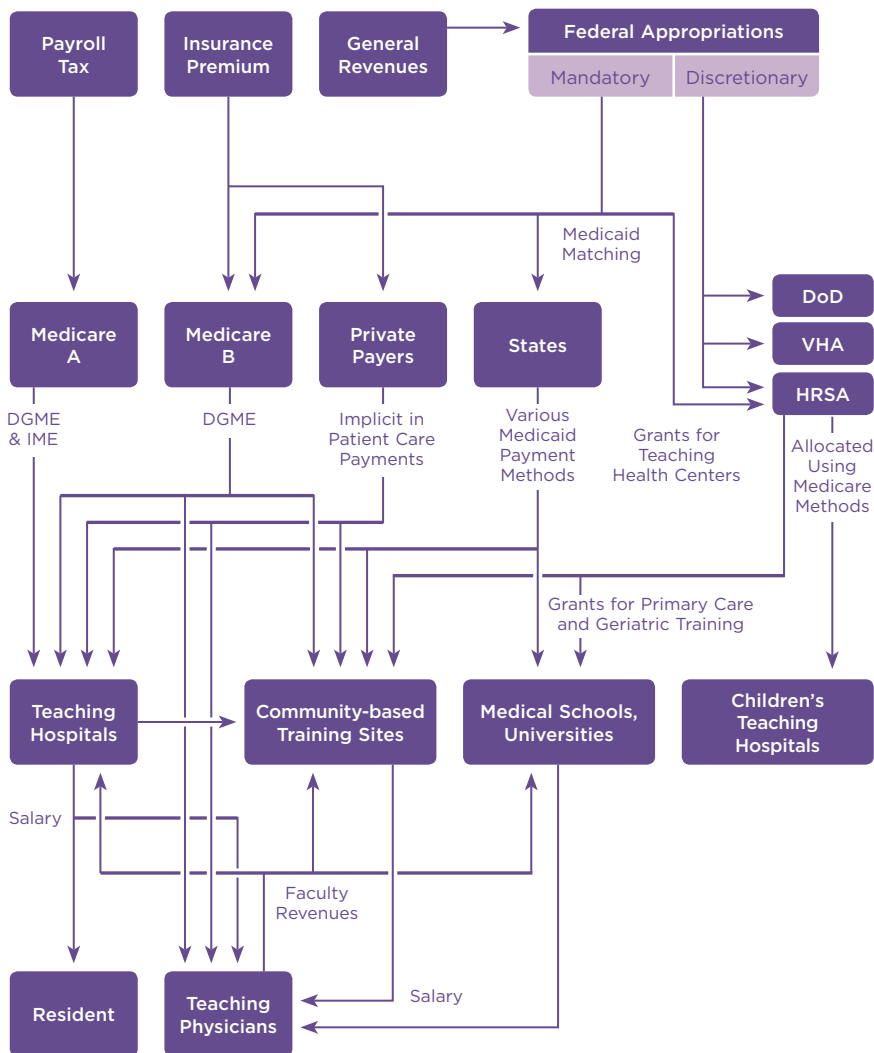 Payroll
Tax
Insurance
Premium
General
Revenues
Federal Appropriations
Mandatory
Discretionary
Medicaid
Matching
DoD
VHA
HRSA
Medicare
A
Medicare
B
Private
Payers
States
DGME
& IME
DGME
Implicit in
Patient Care
Payments
Various
Medicaid
Payment
Methods
Grants for
Teaching
Health Centers
Allocated
Using
Medicare
Methods
Grants for Primary Care
and Geriatric Training
Teaching
Hospitals
Community-based
Training Sites
Medical Schools,
Universities
Children’s
Teaching
Hospitals
Salary
Faculty
Revenues
Resident
Teaching
Physicians
Salary